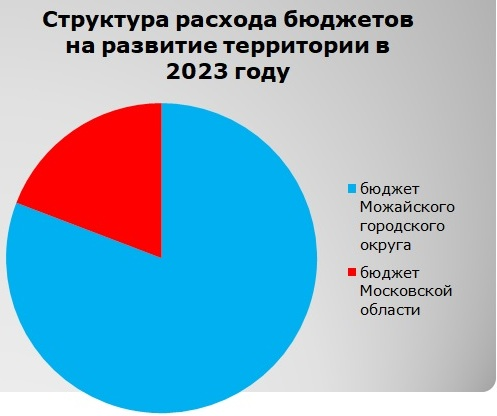 Структура расхода бюджетов
на развитие территории в
2023 году
бюджет
Можайского
городского
округа
бюджет
Московской
области